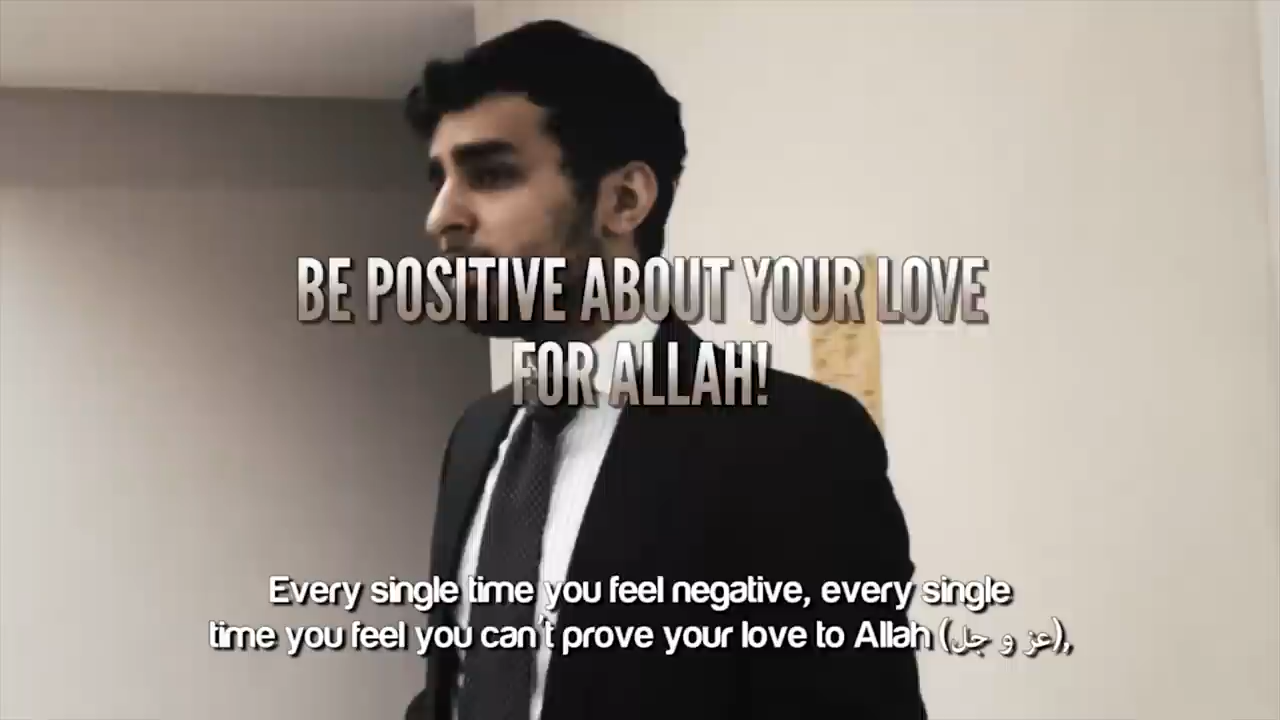 BE POSITIVE ABOUT YOUR LOVE
FOR ALLAH!
Every single time you feel negative, every single
time you feel you can't prove your love to Allah (عز و جل),